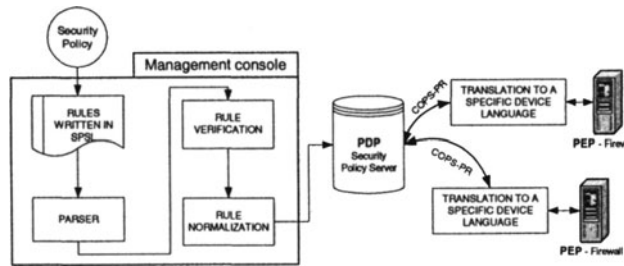 Security
Policy
Management console
RULES
WRITTEN IN
SPSL
PARSER
RULE
VERIFICATION
RULE
NORMALIZATION
PDP
Security
Policy Server
COPS-PR
COPS-PR
TRANSLATION TO A
SPECIFIC DEVICE
LANGUAGE
PEP - Firew
TRANSLATION TO A
SPECIFIC DEVICE
LANGUAGE
PEP - Firewall